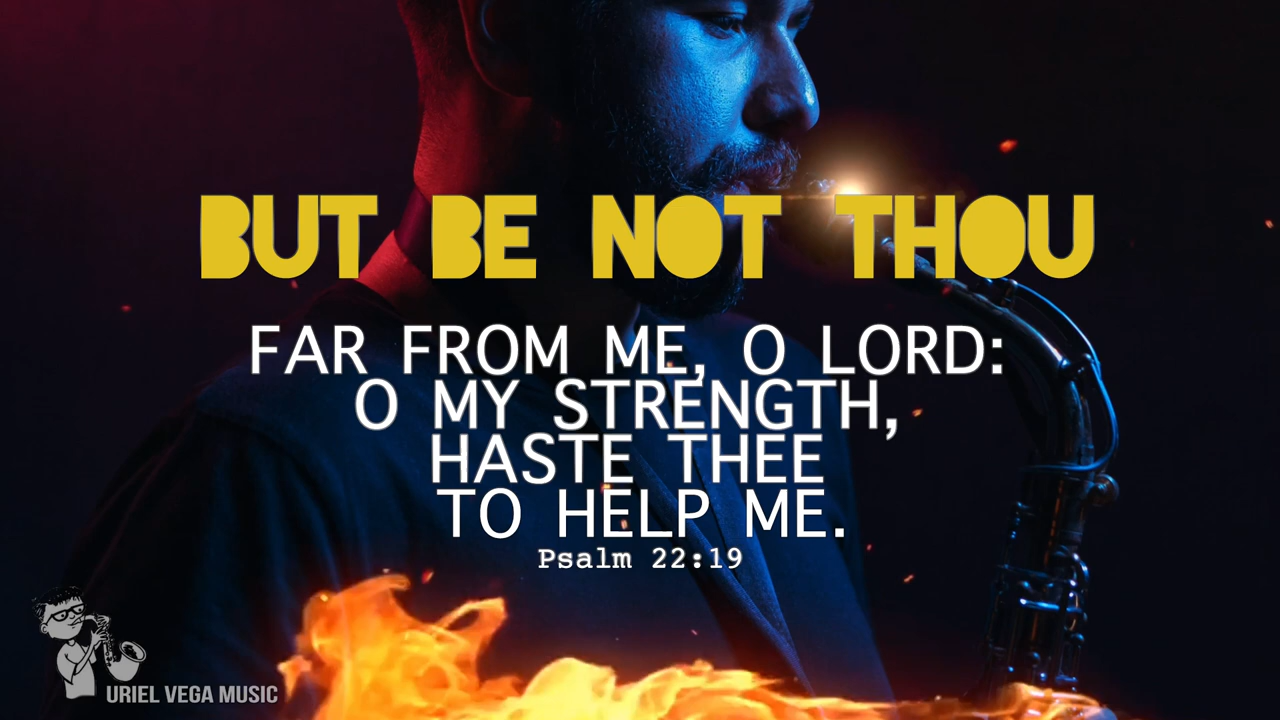 BUT BE NOT THOU
FAR FROM ME, O LORD:
O MY STRENGTH,
HASTE THEE
TO HELP ME.
Psalm 22:19
URIEL VEGA MUSIC